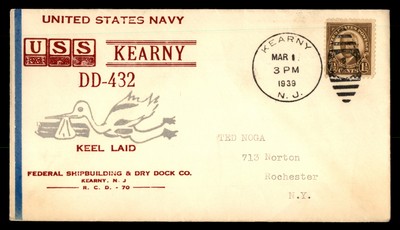 UNITED STATES NAVY
USS KEARNY
DD-432
KEEL LAID
FEDERAL SHIPBUILDING & DRY DOCK CO.
KEARNY, N. J
R. C. D. - 70
KEARNY
MAR 1
3 PM
1939
N. J.
CENTS
TED NOGA
713 Norton
Rochester
N.Y.